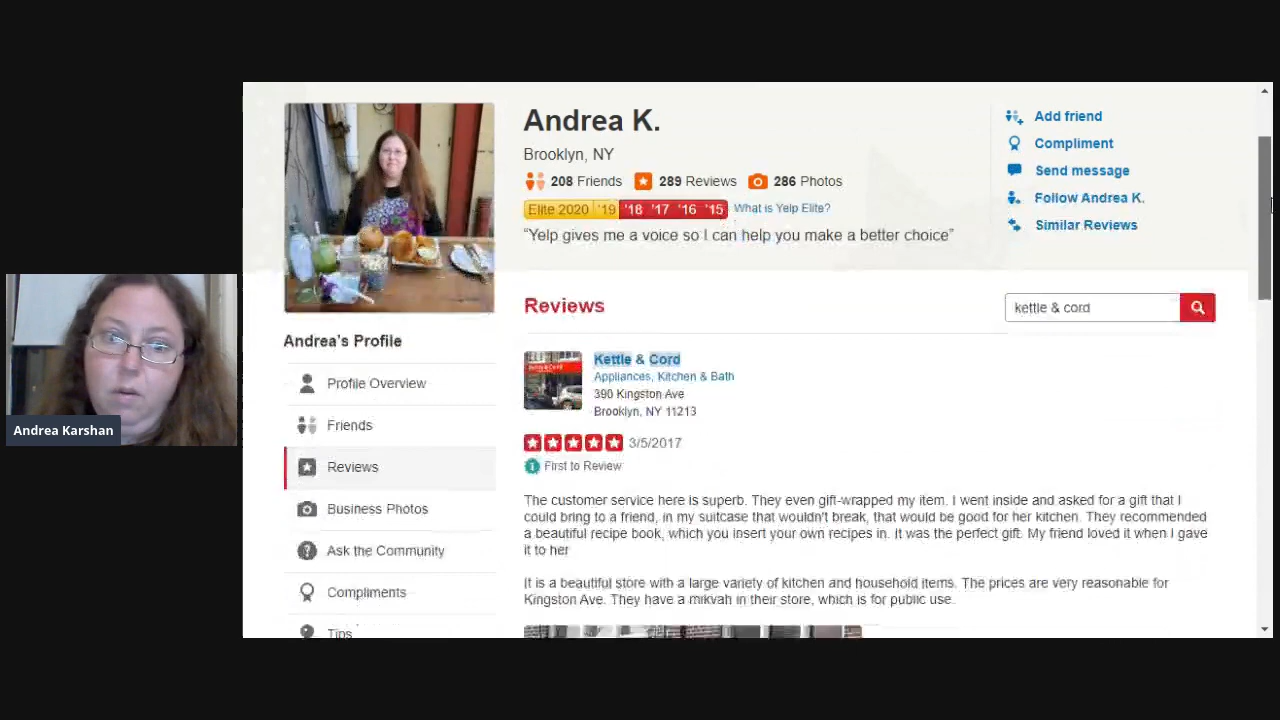 Andrea K.
Brooklyn, NY
208 Friends 289 Reviews 286 Photos
Elite 2020 '19 '18 '17 '16 '15 What is Yelp Elite?
“Yelp gives me a voice so I can help you make a better choice”
Add friend
Compliment
Send message
Follow Andrea K.
Similar Reviews
Andrea Karshan
Andrea’s Profile
Profile Overview
Friends
Reviews
Business Photos
Ask the Community
Compliments
Tips
Reviews
kettle & cord
Kettle & Cord
Appliances, Kitchen & Bath
390 Kingston Ave
Brooklyn, NY 11213
3/5/2017
First to Review
The customer service here is superb. They even gift-wrapped my item. I went inside and asked for a gift that I
could bring to a friend, in my suitcase that wouldn't break, that would be good for her kitchen. They recommended
a beautiful recipe book, which you insert your own recipes in. It was the perfect gift. My friend loved it when I gave
it to her
It is a beautiful store with a large variety of kitchen and household items. The prices are very reasonable for
Kingston Ave. They have a mikvah in their store, which is for public use.